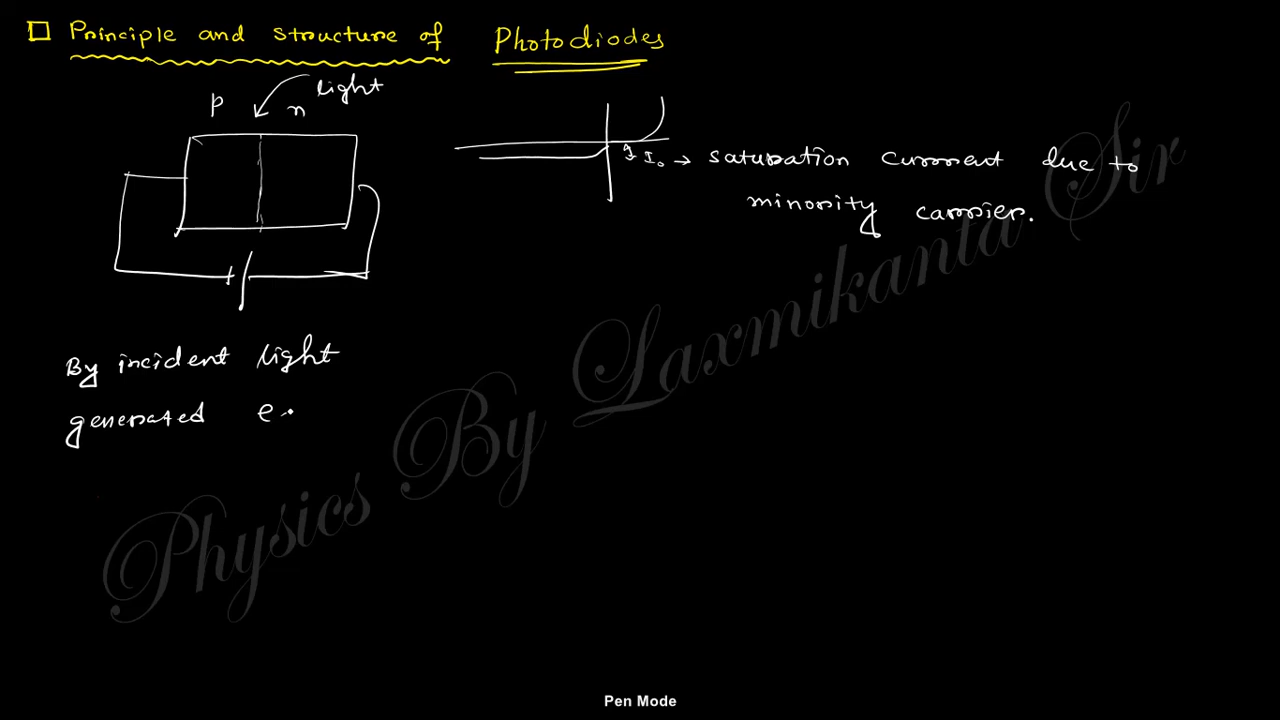 □ Principle and structure of Photodiodes
light
p n
I₀ → saturation current due to
minority carrier.
By incident light
generated e-
Physics By Laxmikanta Sir
Pen Mode